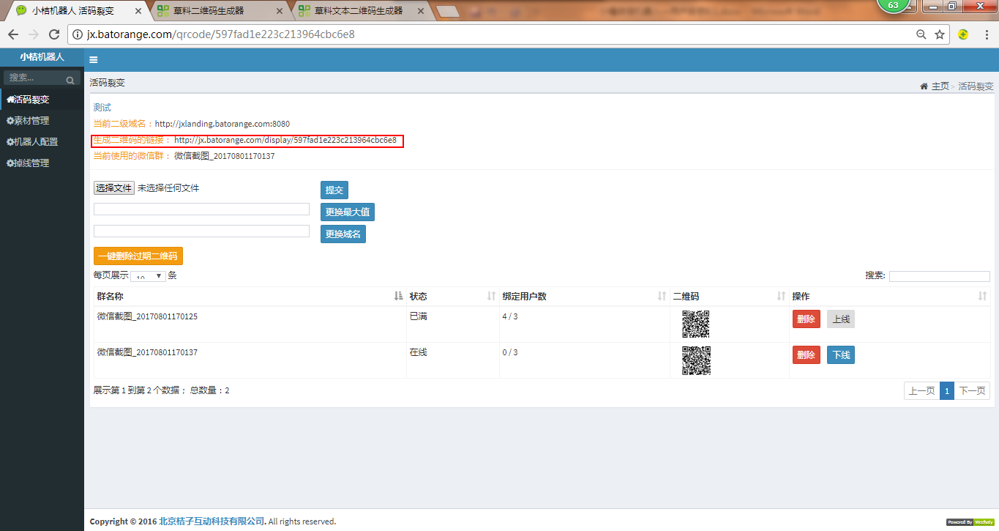 小桔机器人 活码裂变
草料二维码生成器
草料文本二维码生成器
63
jx.batorange.com/qrcode/597fad1e223c213964cbc6e8
小桔机器人
搜索...
活码裂变
素材管理
机器人配置
掉线管理
活码裂变
主页 > 活码裂变
测试
当前二级域名：http://jxlanding.batorange.com:8080
生成二维码的链接： http://jx.batorange.com/display/597fad1e223c213964cbc6e8
当前使用的微信群： 微信截图_20170801170137
选择文件 未选择任何文件 提交
更换最大值
更换域名
一键删除过期二维码
每页展示 10 条 搜索:
群名称 状态 绑定用户数 二维码 操作
微信截图_20170801170125 已满 4 / 3 删除 上线
微信截图_20170801170137 在线 0 / 3 删除 下线
展示第 1 到第 2 个数据； 总数量：2 上一页 1 下一页
Copyright © 2016 北京桔子互动科技有限公司. All rights reserved.
Powered By Wechaty